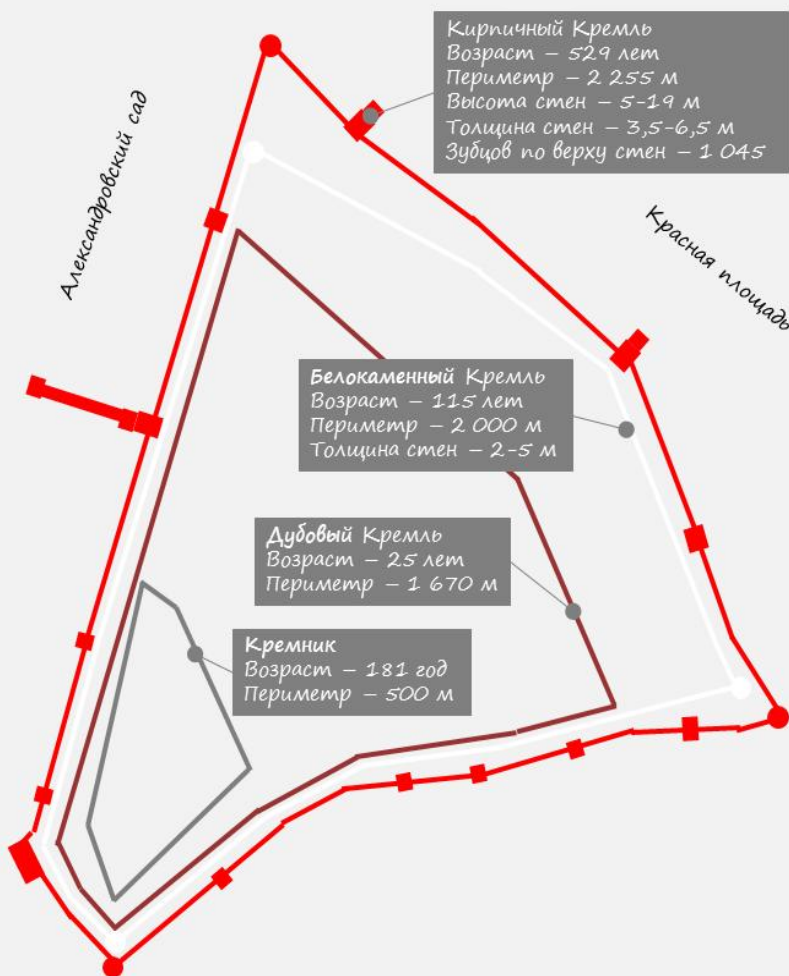 Кирпичный Кремль
Возраст – 529 лет
Периметр – 2 255 м
Высота стен – 5-19 м
Толщина стен – 3,5-6,5 м
Зубцов по верху стен – 1 045
Александровский сад
Красная площадь
Белокаменный Кремль
Возраст – 115 лет
Периметр – 2 000 м
Толщина стен – 2-5 м
Дубовый Кремль
Возраст – 25 лет
Периметр – 1 670 м
Кремник
Возраст – 181 год
Периметр – 500 м